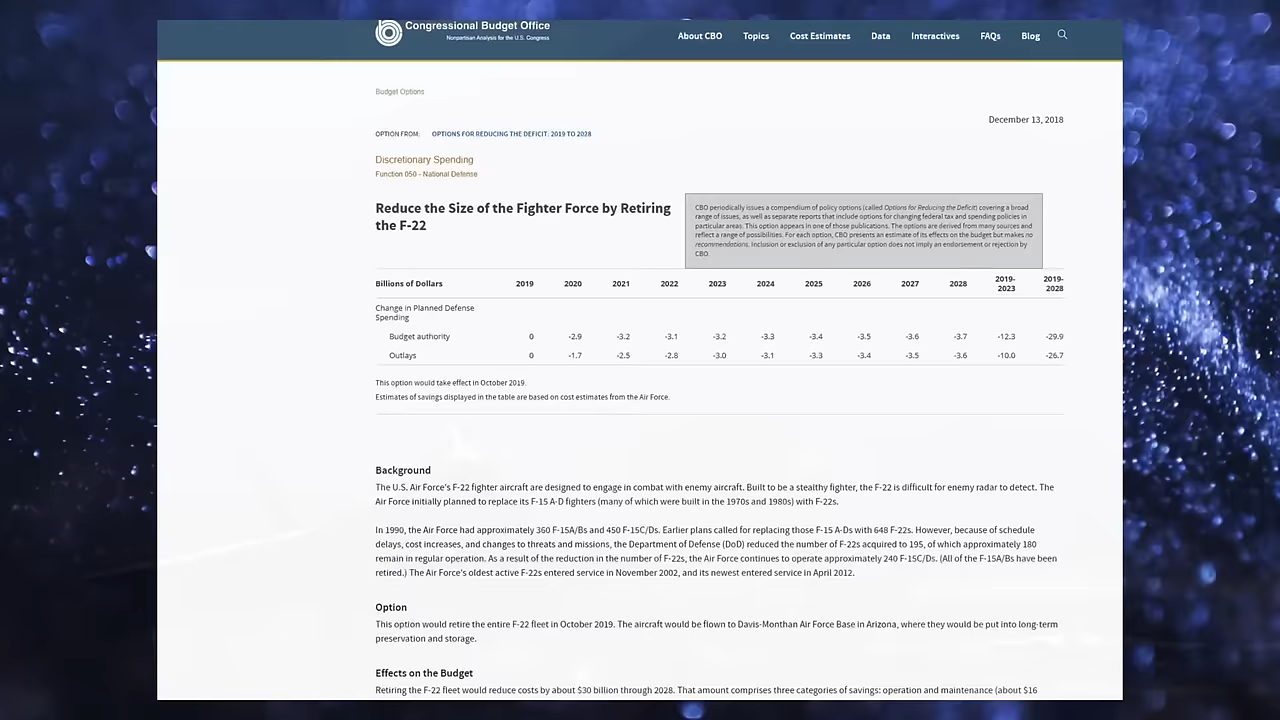 Congressional Budget Office
Nonpartisan Analysis for the U.S. Congress
About CBO Topics Cost Estimates Data Interactives FAQs Blog
Budget Options
December 13, 2018
OPTION FROM: OPTIONS FOR REDUCING THE DEFICIT: 2019 TO 2028
Discretionary Spending
Function 050 - National Defense
Reduce the Size of the Fighter Force by Retiring
the F-22
CBO periodically issues a compendium of policy options (called Options for Reducing the Deficit) covering a broad
range of issues, as well as separate reports that include options for changing federal tax and spending policies in
particular areas. This option appears in one of those publications. The options are derived from many sources and
reflect a range of possibilities. For each option, CBO presents an estimate of its effects on the budget but makes no
recommendations. Inclusion or exclusion of any particular option does not imply an endorsement or rejection by
CBO.
Billions of Dollars 2019 2020 2021 2022 2023 2024 2025 2026 2027 2028 2019-2023 2019-2028
Change in Planned Defense
Spending
Budget authority 0 -2.9 -3.2 -3.1 -3.2 -3.3 -3.4 -3.5 -3.6 -3.7 -12.3 -29.9
Outlays 0 -1.7 -2.5 -2.8 -3.0 -3.1 -3.3 -3.4 -3.5 -3.6 -10.0 -26.7
This option would take effect in October 2019.
Estimates of savings displayed in the table are based on cost estimates from the Air Force.
Background
The U.S. Air Force's F-22 fighter aircraft are designed to engage in combat with enemy aircraft. Built to be a stealthy fighter, the F-22 is difficult for enemy radar to detect. The
Air Force initially planned to replace its F-15 A-D fighters (many of which were built in the 1970s and 1980s) with F-22s.
In 1990, the Air Force had approximately 360 F-15A/Bs and 450 F-15C/Ds. Earlier plans called for replacing those F-15 A-Ds with 648 F-22s. However, because of schedule
delays, cost increases, and changes to threats and missions, the Department of Defense (DoD) reduced the number of F-22s acquired to 195, of which approximately 180
remain in regular operation. As a result of the reduction in the number of F-22s, the Air Force continues to operate approximately 240 F-15C/Ds. (All of the F-15A/Bs have been
retired.) The Air Force's oldest active F-22s entered service in November 2002, and its newest entered service in April 2012.
Option
This option would retire the entire F-22 fleet in October 2019. The aircraft would be flown to Davis-Monthan Air Force Base in Arizona, where they would be put into long-term
preservation and storage.
Effects on the Budget
Retiring the F-22 fleet would reduce costs by about $30 billion through 2028. That amount comprises three categories of savings: operation and maintenance (about $16